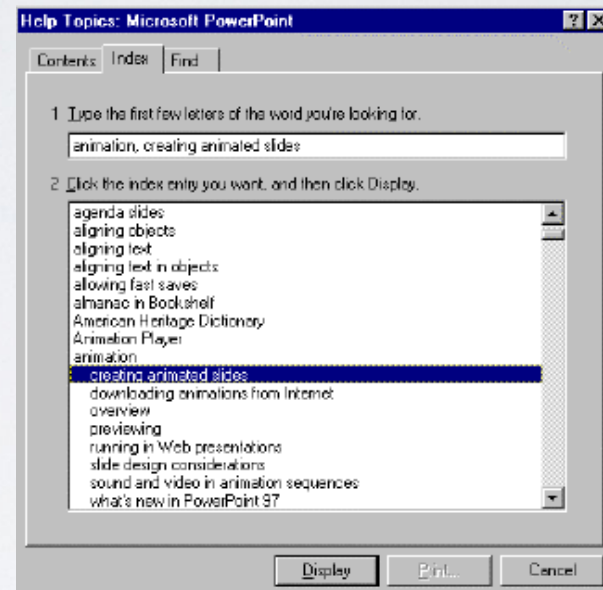 Help Topics: Microsoft PowerPoint
Contents Index Find
1 Type the first few letters of the word you're looking for.
animation, creating animated slides
2 Click the index entry you want, and then click Display.
agenda slides
aligning objects
aligning text
aligning text in objects
allowing fast saves
almanac in Bookshelf
American Heritage Dictionary
Animation Player
animation
creating animated slides
downloading animations from Internet
overview
previewing
running in Web presentations
slide design considerations
sound and video in animation sequences
what's new in PowerPoint 97
Display Print... Cancel